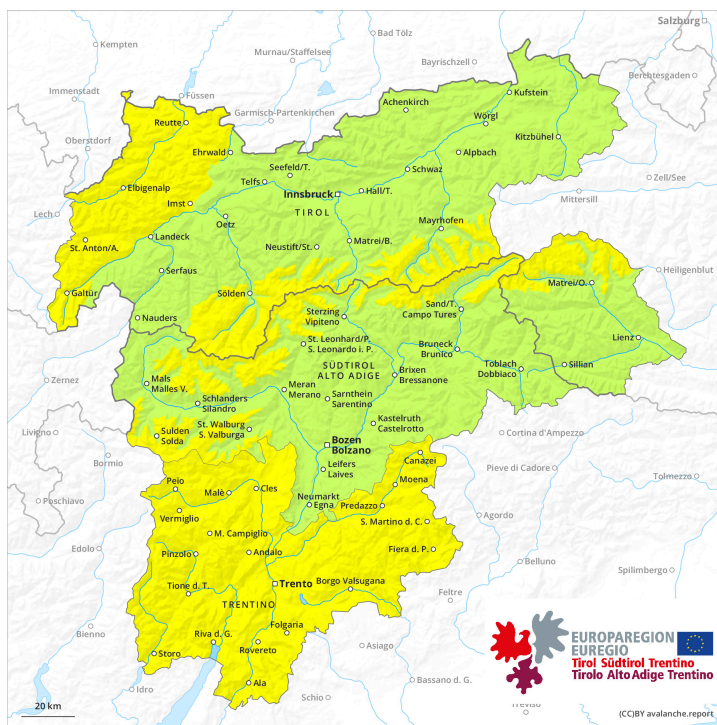 Salzburg
Bad Tölz
Kempten
Murnau/Staffelsee
Bayrischzell
Berchtesgaden
Immenstadt
Füssen
Kufstein
Achenkirch
Garmisch-Partenkirchen
Wörgl
Reutte
Oberstdorf
Kitzbühel
Ehrwald
Alpbach
Seefeld/T.
Schwaz
Zell/See
Telfs
Elbigenalp
Innsbruck
Hall/T.
Mittersill
Imst
TIROL
Lech
Oetz
Mayrhofen
Landeck
Matrei/B.
St. Anton/A.
Neustift/St.
Serfaus
Heiligenblut
Matrei/O.
Galtür
Sölden
Sand/T.
Campo Tures
Sterzing
Vipiteno
Nauders
Lienz
St. Leonhard/P.
S. Leonardo i. P.
Bruneck
Brunico
SÜDTIROL
ALTO ADIGE
Toblach
Dobbiaco
Sillian
Brixen
Bressanone
Zernez
Mals
Malles V.
Meran
Merano
Sarnthein
Sarentino
Schlanders
Silandro
Kastelruth
Castelrotto
St. Walburg
S. Valburga
Livigno
Sulden
Solda
Cortina d'Ampezzo
Bozen
Bolzano
Bormio
Canazei
Leifers
Laives
Pieve di Cadore
Tolmezzo
Moena
Peio
Malè
Cles
Poschiavo
Neumarkt
Egna
Predazzo
Vermiglio
Agordo
S. Martino d. C.
M. Campiglio
Edolo
Pinzolo
Andalo
Fiera d. P.
Belluno
Spilimbergo
Trento
Borgo Valsugana
Tione d. T.
Feltre
TRENTINO
Folgaria
Bienno
Riva d. G.
Rovereto
Asiago
Storo
Ala
Bassano d. G.
Idro
Schio
Treviso
EUROPAREGION
EUREGIO
Tirol Südtirol Trentino
Tirolo Alto Adige Trentino
20 km
(CC)BY avalanche.report